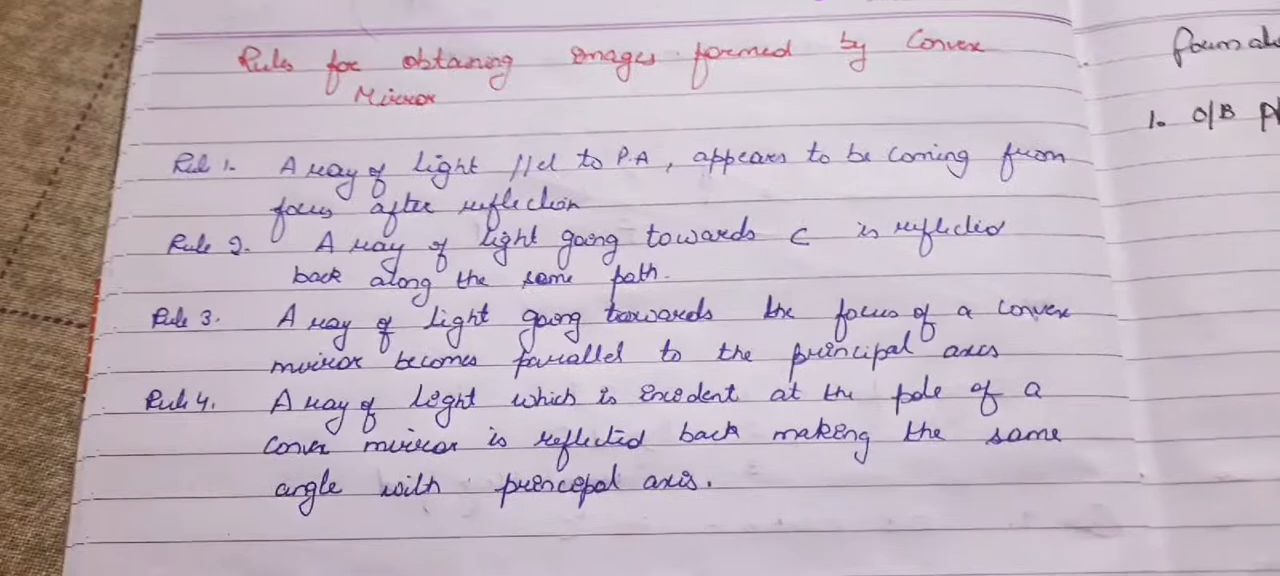 Rules for obtaning images formed by Convex
Mirror
Rule 1. A ray of light //el to P.A, appears to be coming from
focus after reflection
Rule 2. A ray of light going towards C is reflected
back along the same path.
Rule 3. A ray of light going towards the focus of a convex
mirror becomes parallel to the principal axis
Rule 4. A ray of light which is incident at the pole of a
convex mirror is reflected back making the same
angle with principal axis.
1. O/B